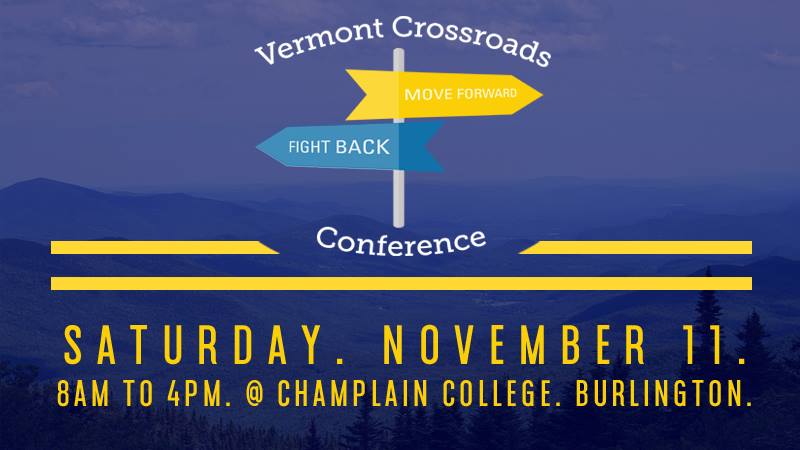 Vermont Crossroads
MOVE FORWARD
FIGHT BACK
Conference
SATURDAY. NOVEMBER 11.
8AM TO 4PM. @ CHAMPLAIN COLLEGE. BURLINGTON.